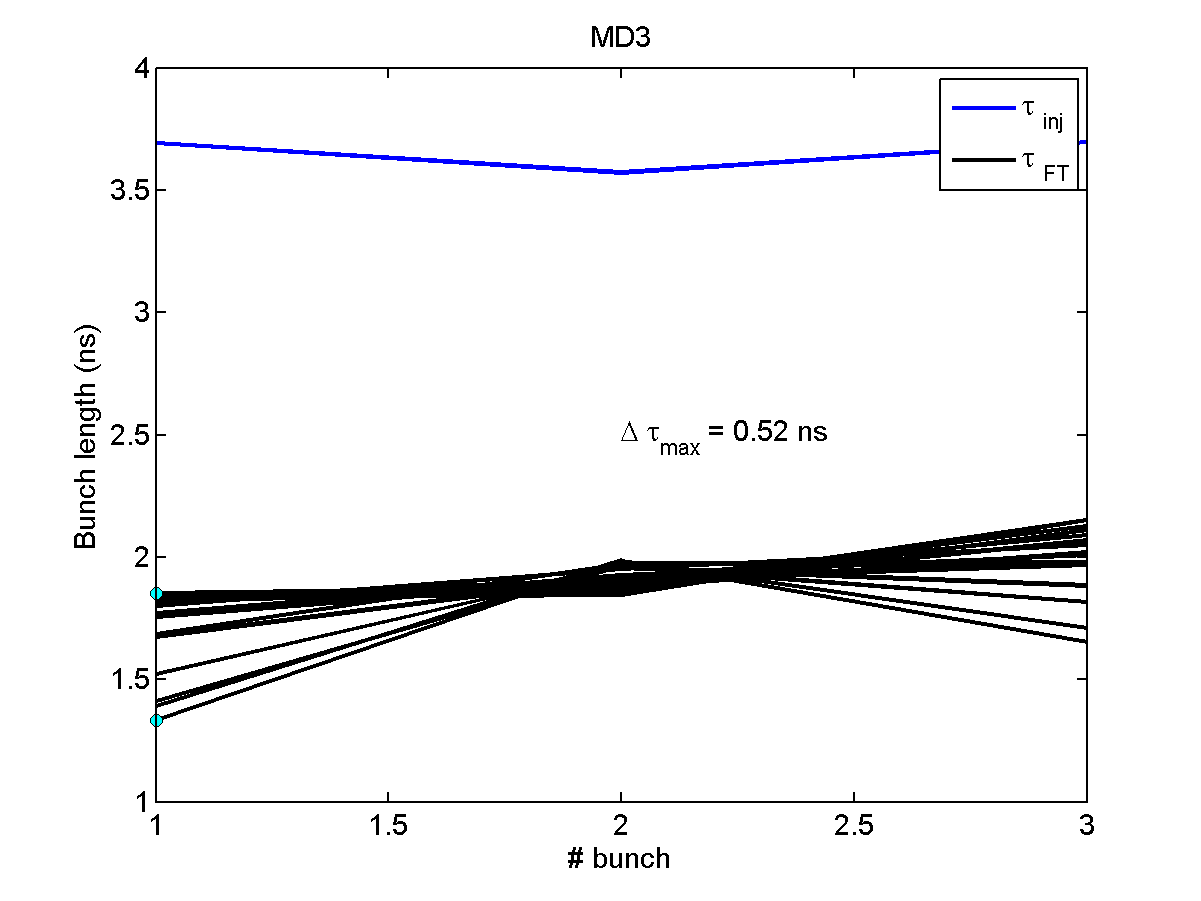 MD3
4
3.5
3
2.5
2
1.5
1
Bunch length (ns)
τ inj
τ FT
Δ τmax = 0.52 ns
1 1.5 2 2.5 3
# bunch